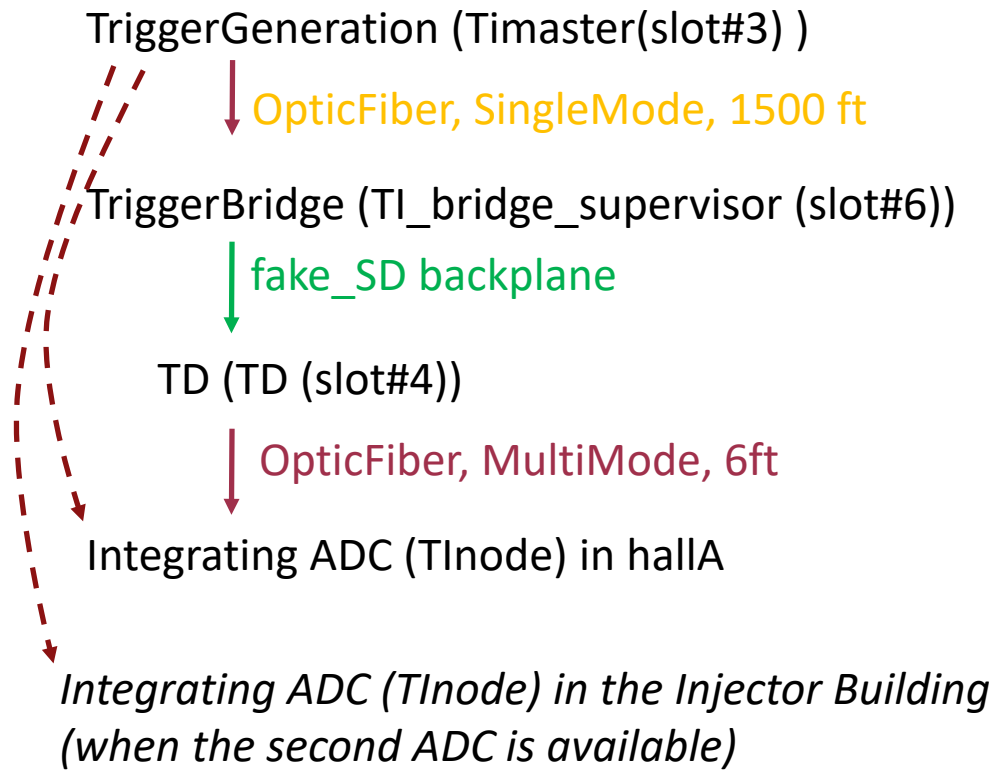 TriggerGeneration (Timaster(slot#3) )
OpticFiber, SingleMode, 1500 ft
TriggerBridge (TI_bridge_supervisor (slot#6))
fake_SD backplane
TD (TD (slot#4))
OpticFiber, MultiMode, 6ft
Integrating ADC (TInode) in hallA
Integrating ADC (TInode) in the Injector Building
(when the second ADC is available)